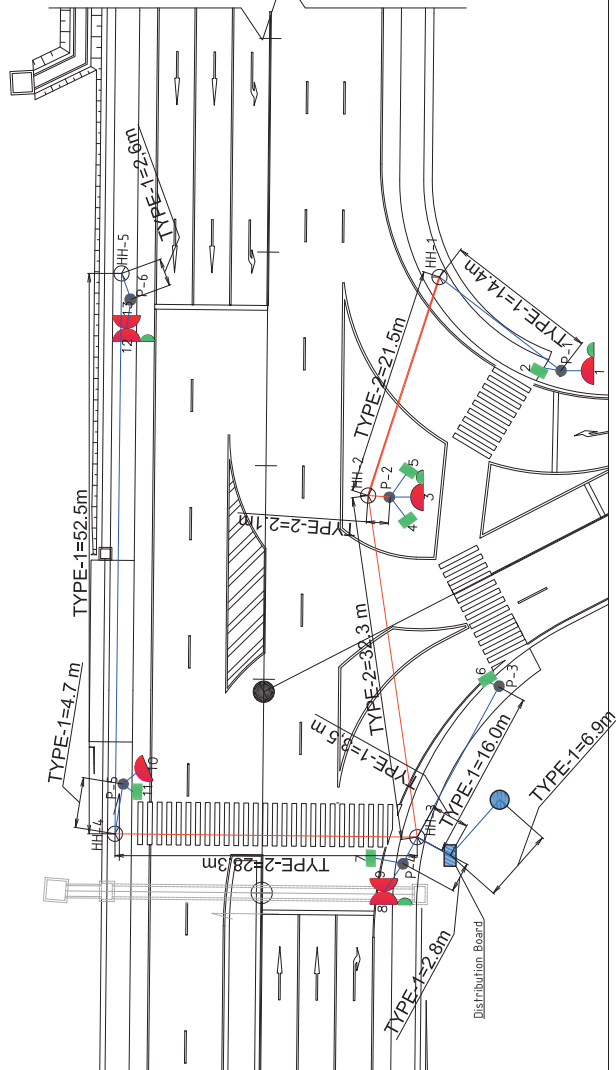 TYPE-1=2,6m
HH-5
P-6
13
12
HH-1
TYPE-1=14.4m
P-1
2
1
TYPE-2=21.5m
HH-2
P-2
5
3
4
TYPE-2=2.1m
TYPE-1=52.5m
TYPE-2=32.3 m
6
P-3
TYPE-1=4.7 m
P-5
10
11
HH-4
TYPE-1=3,5 m
TYPE-1=16.0m
TYPE-1=6.9m
HH-3
TYPE-2=28.3m
7
9
8
TYPE-1=2.8m
Distribution Board